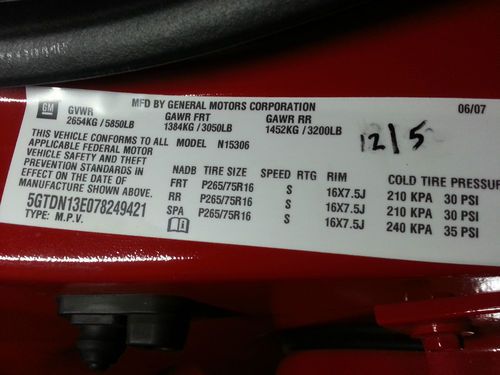 GM
MFD BY GENERAL MOTORS CORPORATION 06/07
GVWR GAWR FRT GAWR RR
2654KG / 5850LB 1384KG / 3050LB 1452KG / 3200LB
12/5
THIS VEHICLE CONFORMS TO ALL
APPLICABLE FEDERAL MOTOR
VEHICLE SAFETY AND THEFT
PREVENTION STANDARDS IN
EFFECT ON THE DATE OF
MANUFACTURE SHOWN ABOVE.
5GTDN13E078249421
TYPE: M.P.V.
MODEL N15306
NADB TIRE SIZE SPEED RTG RIM COLD TIRE PRESSUR
FRT P265/75R16 S 16X7.5J 210 KPA 30 PSI
RR P265/75R16 S 16X7.5J 210 KPA 30 PSI
SPA P265/75R16 S 16X7.5J 240 KPA 35 PSI